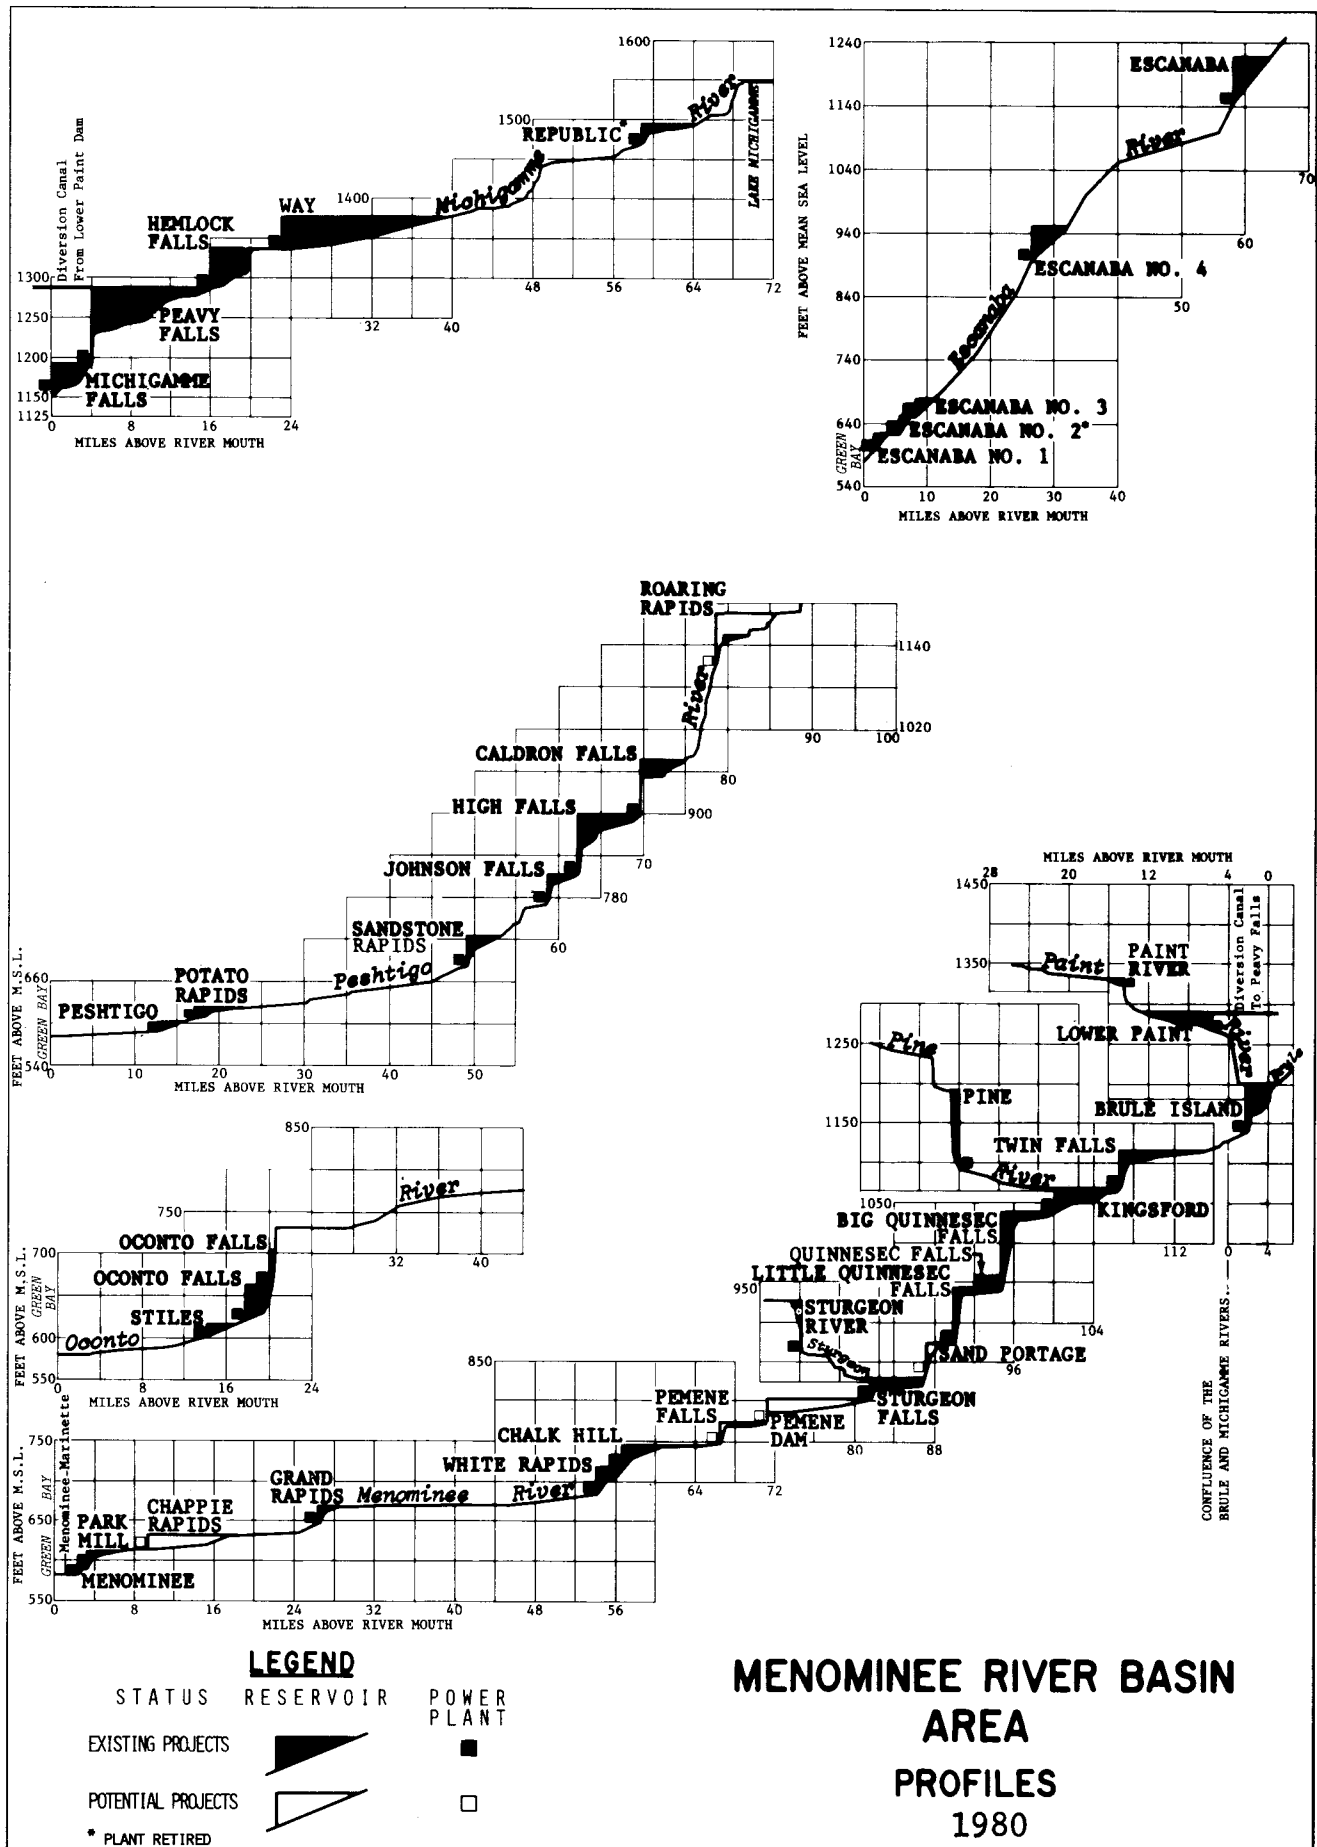 1600
River
1500
REPUBLIC*
LAKE MICHIGAMME
Michigamme
WAY
1400
HEMLOCK
FALLS
Diversion Canal
From Lower Paint Dam
1300
48
56
64
72
1250
PEAVY
FALLS
32
40
1200
MICHIGAMME
FALLS
1150
1125
0
8
16
24
MILES ABOVE RIVER MOUTH
1240
ESCANABA
1140
River
FEET ABOVE MEAN SEA LEVEL
1040
70
940
60
ESCANABA NO. 4
840
50
Escanaba
740
ESCANABA NO. 3
640
ESCANABA NO. 2*
GREEN
BAY
ESCANABA NO. 1
540
0
10
20
30
40
MILES ABOVE RIVER MOUTH
ROARING
RAPIDS
1140
River
1020
90
100
CALDRON FALLS
80
HIGH FALLS
900
70
JOHNSON FALLS
780
SANDSTONE
RAPIDS
60
Peshtigo
POTATO
RAPIDS
660
PESHTIGO
FEET ABOVE M.S.L.
GREEN BAY
540
0
10
20
30
40
50
MILES ABOVE RIVER MOUTH
MILES ABOVE RIVER MOUTH
28
20
12
4
0
1450
Diversion Canal
To Peavy Falls
PAINT
RIVER
Paint
1350
LOWER PAINT
River
Brule
BRULE ISLAND
Pine
1250
PINE
1150
TWIN FALLS
River
1050
KINGSFORD
BIG QUINNESEC
FALLS
112
0
4
QUINNESEC FALLS
LITTLE QUINNESEC
FALLS
950
STURGEON
RIVER
104
Sturgeon
SAND PORTAGE
96
STURGEON
FALLS
CONFLUENCE OF THE
BRULE AND MICHIGAMME RIVERS.
850
750
River
OCONTO FALLS
700
32
40
OCONTO FALLS
FEET ABOVE M.S.L.
GREEN
BAY
STILES
600
Oconto
550
0
8
16
24
MILES ABOVE RIVER MOUTH
850
PEMENE
FALLS
PEMENE
DAM
80
88
CHALK HILL
750
WHITE RAPIDS
64
72
GRAND
RAPIDS
Menominee
River
Menominee-Marinette
FEET ABOVE M.S.L.
GREEN BAY
650
CHAPPIE
RAPIDS
PARK
MILL
MENOMINEE
550
0
8
16
24
32
40
48
56
MILES ABOVE RIVER MOUTH
LEGEND
STATUS RESERVOIR POWER
PLANT
EXISTING PROJECTS
POTENTIAL PROJECTS
* PLANT RETIRED
MENOMINEE RIVER BASIN
AREA
PROFILES
1980